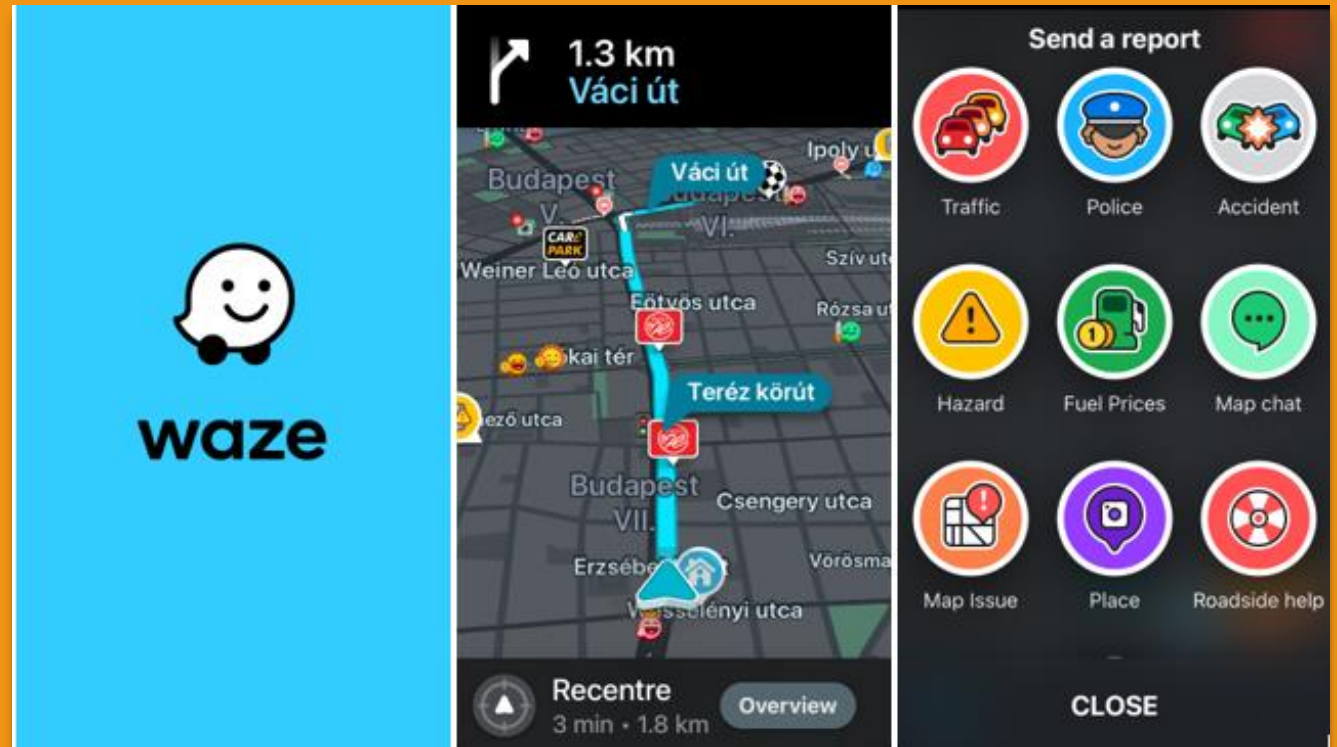 waze
1.3 km
Váci út
Ipoly u
Budapest
Váci út
V.
VI.
CAR
PARK
Weiner Leó utca
Szív ut
Eötvös utca
Rózsa u
kai tér
Teréz körút
ező utca
Budapest
VII.
Csengery utca
Erzsébe
Vörösma
utca
Recentre
3 min • 1.8 km
Overview
Send a report
Traffic
Police
Accident
Hazard
Fuel Prices
Map chat
Map Issue
Place
Roadside help
CLOSE